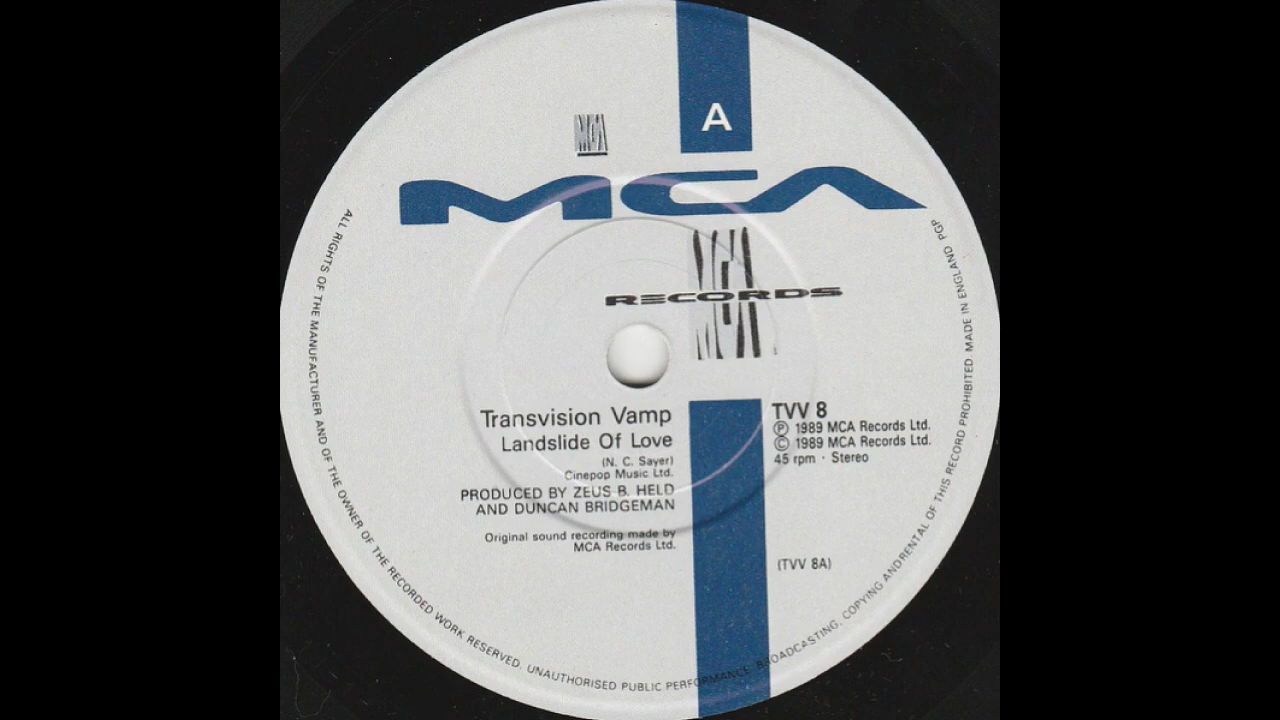 A
MCA
MCA
MCA
RECORDS
Transvision Vamp
Landslide Of Love
(N. C. Sayer)
Cinepop Music Ltd.
PRODUCED BY ZEUS B. HELD
AND DUNCAN BRIDGEMAN
Original sound recording made by
MCA Records Ltd.
TVV 8
Ⓟ 1989 MCA Records Ltd.
© 1989 MCA Records Ltd.
45 rpm · Stereo
(TVV 8A)
ALL RIGHTS OF THE MANUFACTURER AND OF THE OWNER OF THE RECORDED WORK RESERVED. UNAUTHORISED PUBLIC PERFORMANCE, BROADCASTING, COPYING ANDRENTAL OF THIS RECORD PROHIBITED. MADE IN ENGLAND PGP